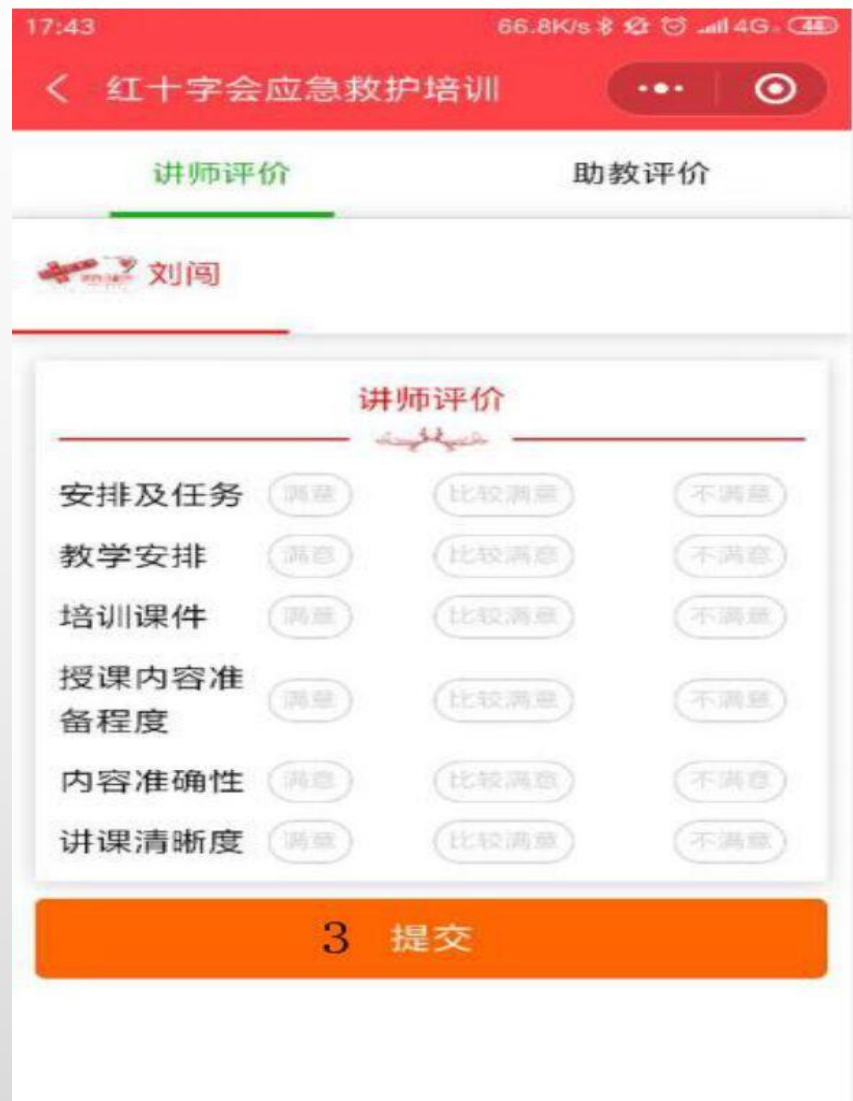 17:43 66.8K/s 4G 44
红十字会应急救护培训
讲师评价 助教评价
刘闯
讲师评价
安排及任务 满意 比较满意 不满意
教学安排 满意 比较满意 不满意
培训课件 满意 比较满意 不满意
授课内容准
备程度 满意 比较满意 不满意
内容准确性 满意 比较满意 不满意
讲课清晰度 满意 比较满意 不满意
3 提交